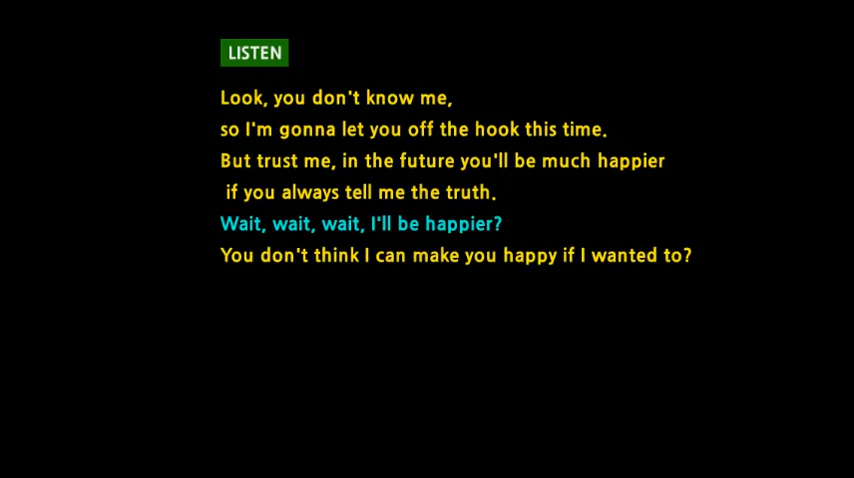 LISTEN
Look, you don't know me,
so I'm gonna let you off the hook this time.
But trust me, in the future you'll be much happier
if you always tell me the truth.
Wait, wait, wait, I'll be happier?
You don't think I can make you happy if I wanted to?